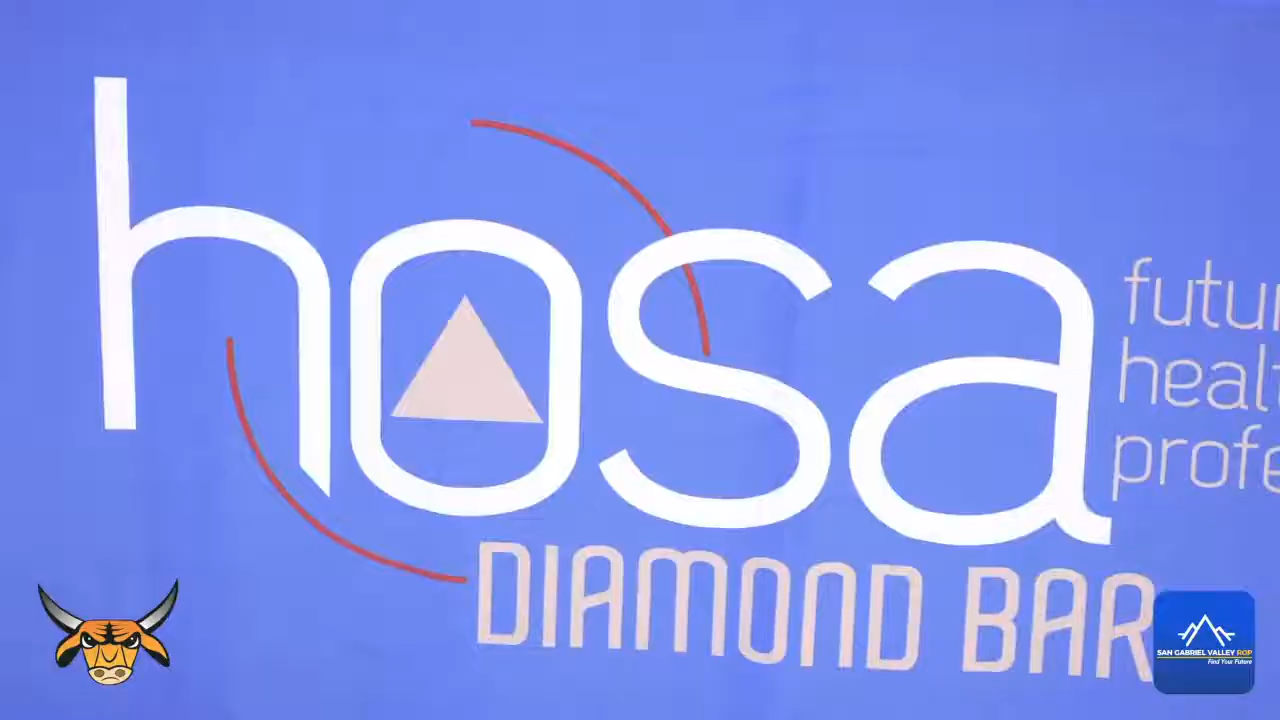 hosa
futur
healt
profe
DIAMOND BAR
SAN GABRIEL VALLEY ROP
Find Your Future